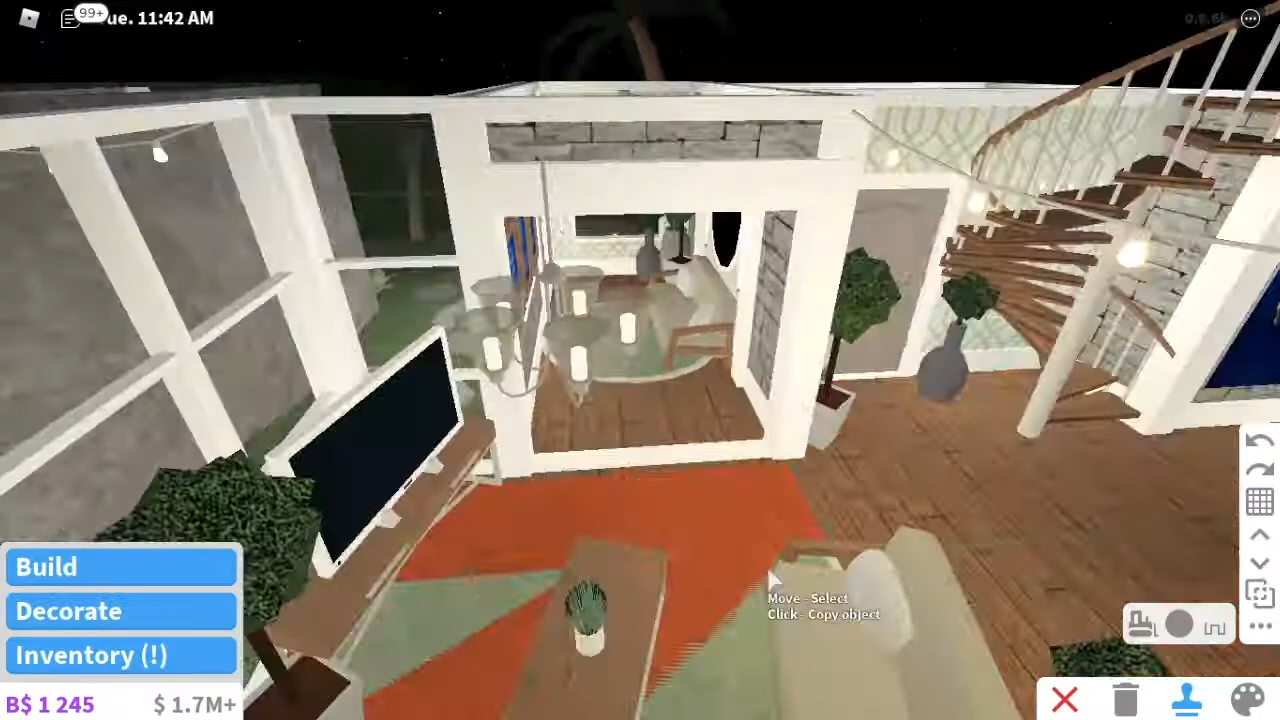 99+
ue. 11:42 AM
Move - Select
Click - Copy object
Build
Decorate
Inventory (!)
B$ 1 245
$ 1.7M+